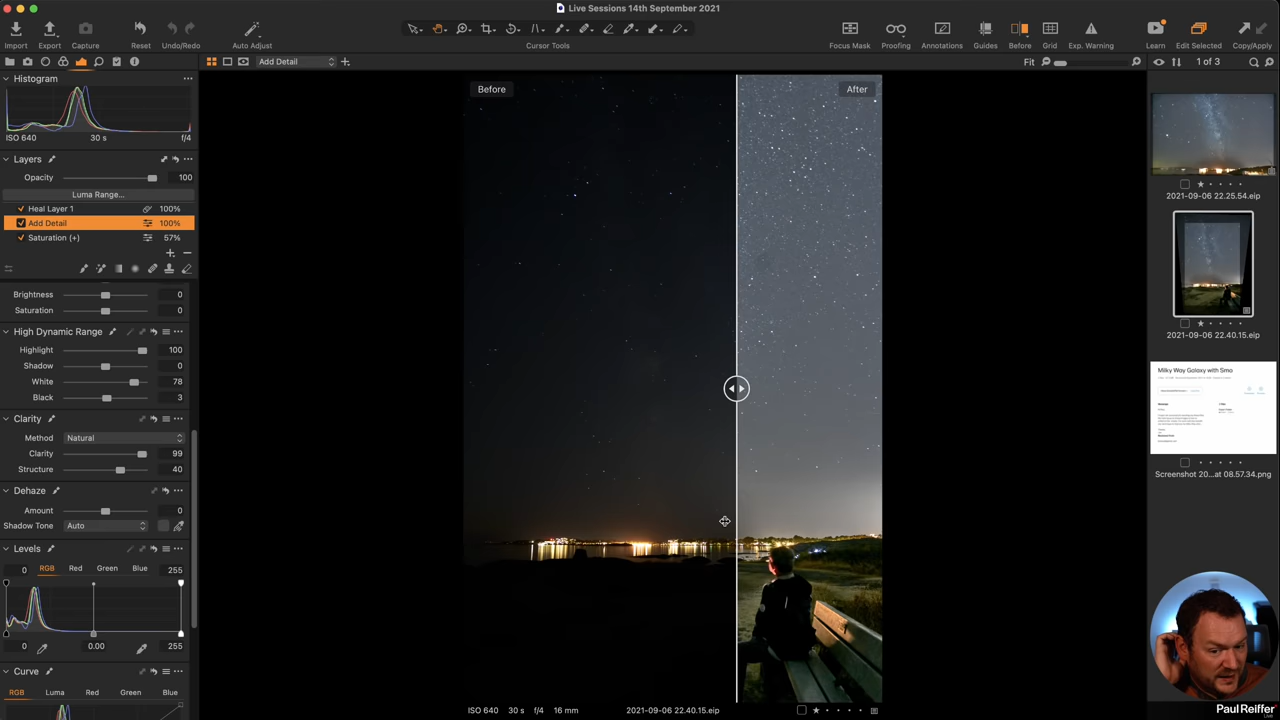 Live Sessions 14th September 2021
Import
Export
Capture
Reset
Undo/Redo
Auto Adjust
Cursor Tools
Focus Mask
Proofing
Annotations
Guides
Before
Grid
Exp. Warning
Learn
Edit Selected
Copy/Apply
Add Detail
Fit
1 of 3
Histogram
ISO 640 30 s f/4
Layers
Opacity 100
Luma Range...
Heal Layer 1 100%
Add Detail 100%
Saturation (+) 57%
Brightness 0
Saturation 0
High Dynamic Range
Highlight 100
Shadow 0
White 78
Black 3
Clarity
Method Natural
Clarity 99
Structure 40
Dehaze
Amount 0
Shadow Tone Auto
Levels
0 RGB Red Green Blue 255
0 0.00 255
Curve
RGB Luma Red Green Blue
Before
After
ISO 640 30 s f/4 16 mm 2021-09-06 22.40.15.eip
2021-09-06 22.25.54.eip
2021-09-06 22.40.15.eip
Milky Way Galaxy with Smo
Screenshot 20...at 08.57.34.png
PaulReiffer
Live